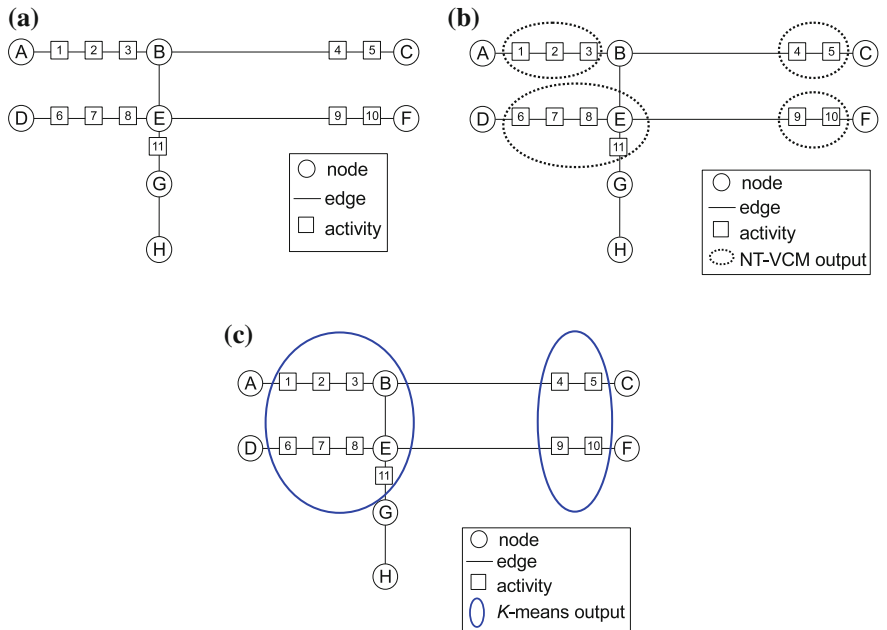 (a)
A 1 2 3 B 4 5 C
D 6 7 8 E 9 10 F
11
G
H
node
edge
activity
(b)
A 1 2 3 B 4 5 C
D 6 7 8 E 9 10 F
11
G
H
node
edge
activity
NT-VCM output
(c)
A 1 2 3 B 4 5 C
D 6 7 8 E 9 10 F
11
G
H
node
edge
activity
K-means output